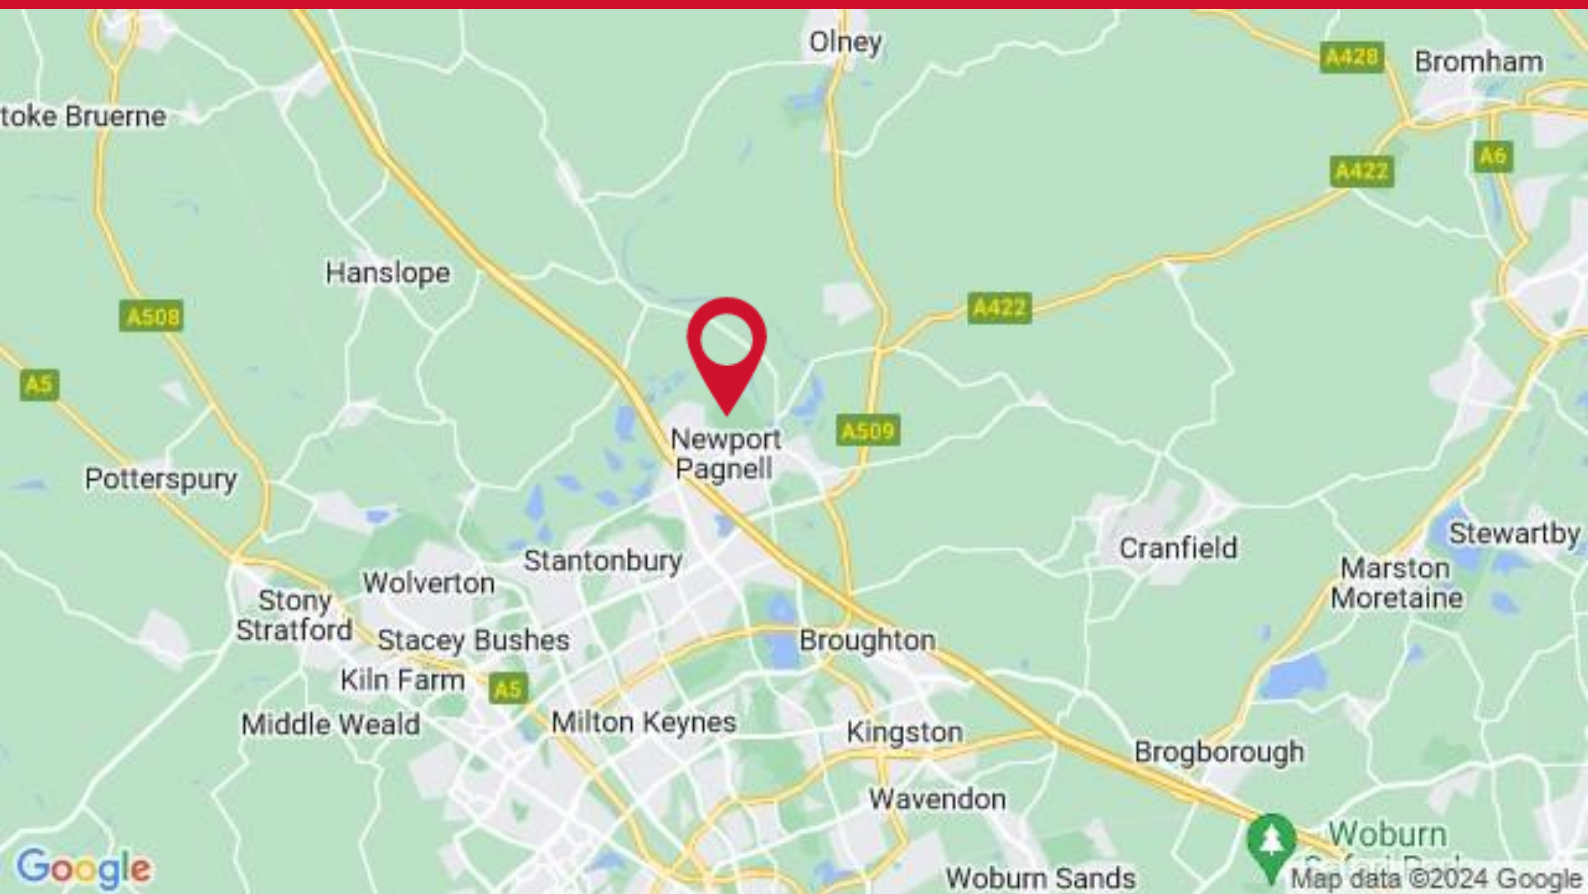 Olney
A428
Bromham
toke Bruerne
A422
A6
Hanslope
A422
A508
A5
A509
Newport
Pagnell
Potterspury
Stewartby
Cranfield
Stantonbury
Marston
Moretaine
Wolverton
Stony
Stratford
Stacey Bushes
Broughton
Kiln Farm
A5
Middle Weald
Milton Keynes
Kingston
Brogborough
Wavendon
Woburn
Safari Park
Google
Woburn Sands
Map data ©2024 Google